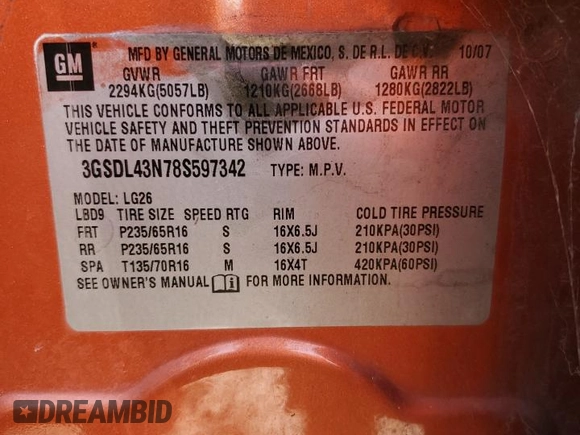 GM
MFD BY GENERAL MOTORS DE MEXICO, S. DE R.L. DE C.V. 10/07
GVWR GAWR FRT GAWR RR
2294KG(5057LB) 1210KG(2668LB) 1280KG(2822LB)
THIS VEHICLE CONFORMS TO ALL APPLICABLE U.S. FEDERAL MOTOR
VEHICLE SAFETY AND THEFT PREVENTION STANDARDS IN EFFECT ON
THE DATE OF MANUFACTURE SHOWN ABOVE.
3GSDL43N78S597342 TYPE: M.P.V.
MODEL: LG26
LBD9 TIRE SIZE SPEED RTG RIM COLD TIRE PRESSURE
FRT P235/65R16 S 16X6.5J 210KPA(30PSI)
RR P235/65R16 S 16X6.5J 210KPA(30PSI)
SPA T135/70R16 M 16X4T 420KPA(60PSI)
SEE OWNER'S MANUAL FOR MORE INFORMATION.
DREAMBID